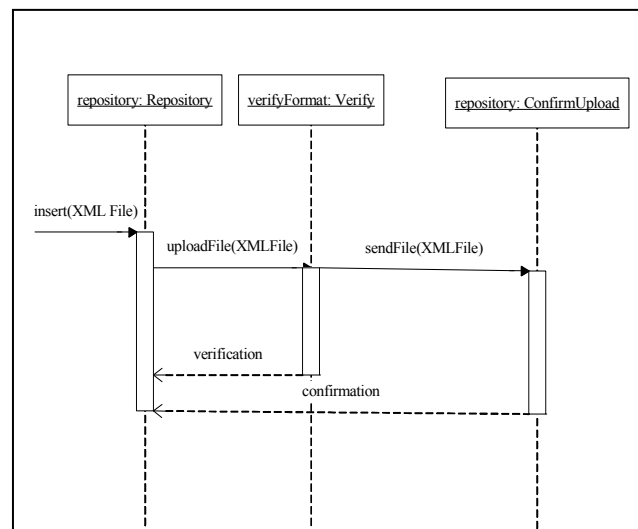 repository: Repository
verifyFormat: Verify
repository: ConfirmUpload
insert(XML File)
uploadFile(XMLFile)
sendFile(XMLFile)
verification
confirmation